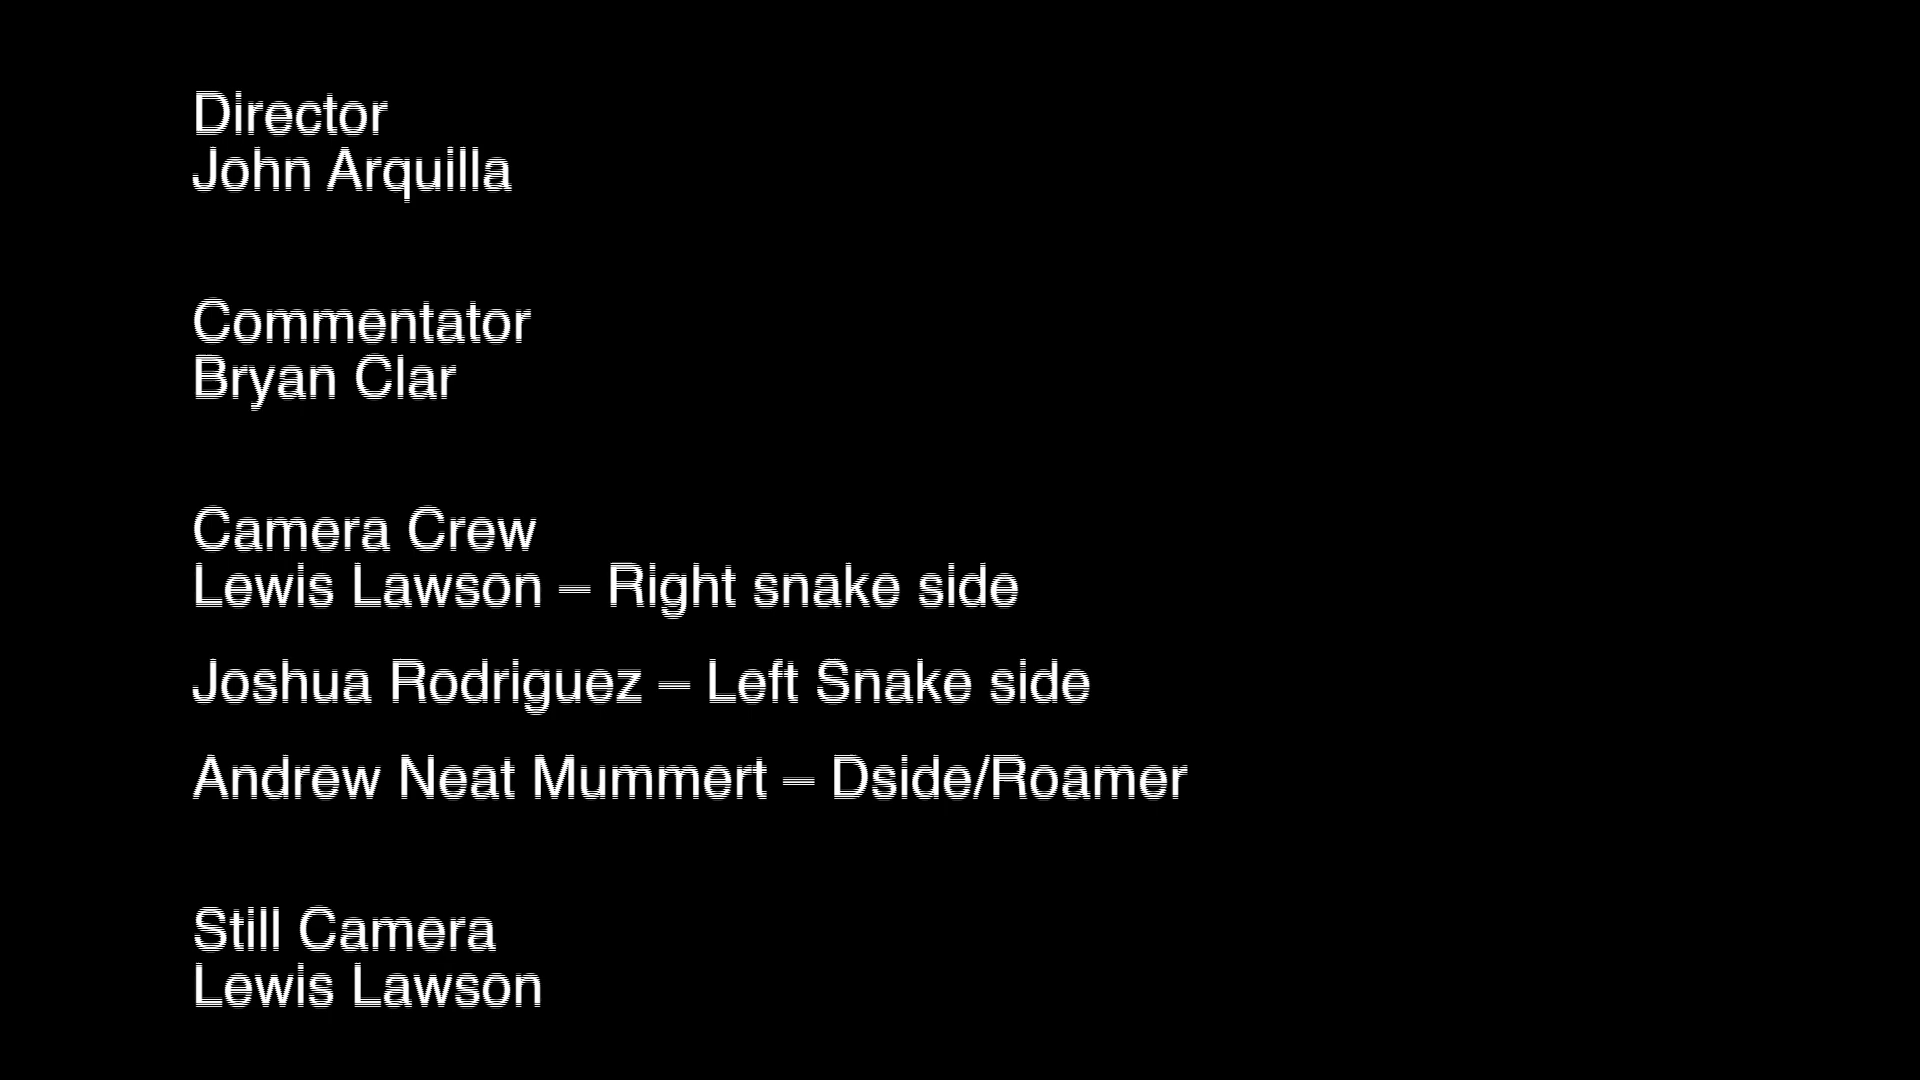 Director
John Arquilla
Commentator
Bryan Clar
Camera Crew
Lewis Lawson – Right snake side
Joshua Rodriguez – Left Snake side
Andrew Neat Mummert – Dside/Roamer
Still Camera
Lewis Lawson